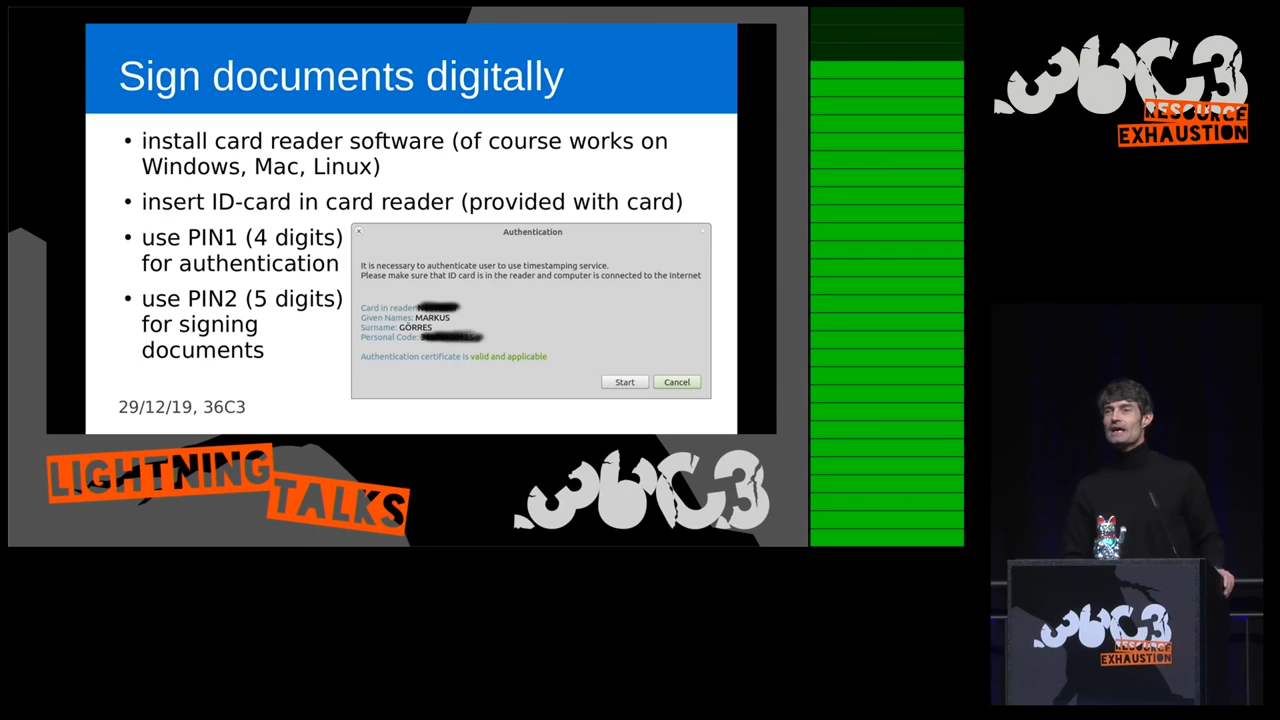 Sign documents digitally
• install card reader software (of course works on
Windows, Mac, Linux)
• insert ID-card in card reader (provided with card)
• use PIN1 (4 digits)
for authentication
• use PIN2 (5 digits)
for signing
documents
Authentication
It is necessary to authenticate user to use timestamping service.
Please make sure that ID card is in the reader and computer is connected to the Internet
Card in reader:
Given Names: MARKUS
Surname: GÖRRES
Personal Code:
Authentication certificate is valid and applicable
Start
Cancel
29/12/19, 36C3
LIGHTNING
TALKS
36C3
36C3
RESOURCE
EXHAUSTION
36C3
RESOURCE
EXHAUSTION